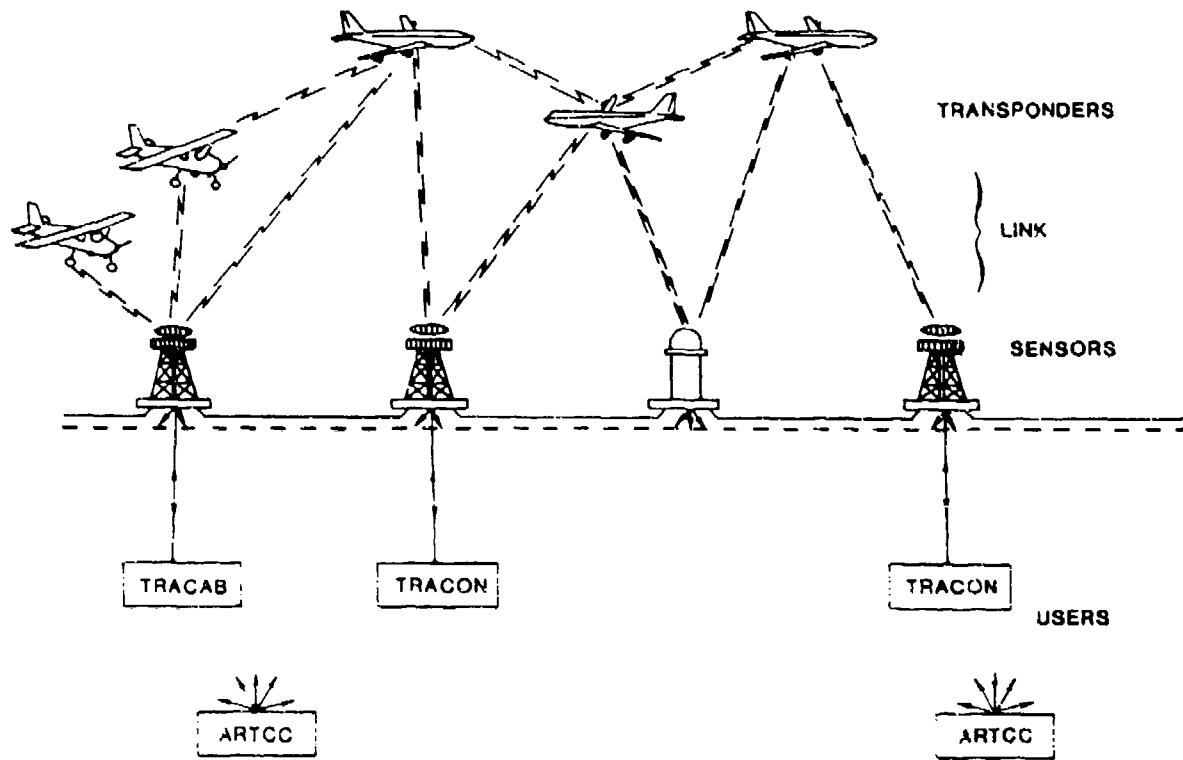 TRANSPONDERS
LINK
SENSORS
TRACAB
TRACON
TRACON
USERS
ARTCC
ARTCC